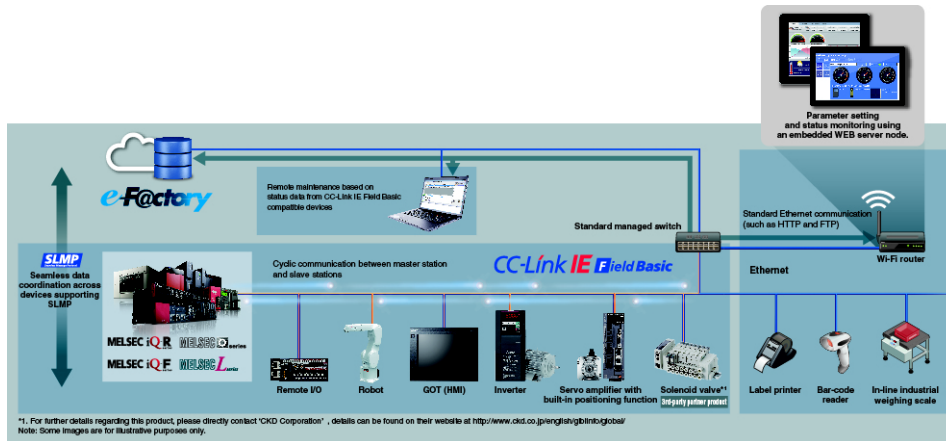 Parameter setting
and status monitoring using
an embedded WEB server node.
e-F@ctory
Remote maintenance based on
status data from CC-Link IE Field Basic
compatible devices
Standard managed switch
Standard Ethernet communication
(such as HTTP and FTP)
Wi-Fi router
SLMP
Seamless data
coordination across
devices supporting
SLMP
Cyclic communication between master station
and slave stations
CC-Link IE Field Basic
Ethernet
MELSEC iQ-R MELSEC Q series
MELSEC iQ-F MELSEC L series
Remote I/O
Robot
GOT (HMI)
Inverter
Servo amplifier with
built-in positioning function
Solenoid valve*1
3rd-party partner product
Label printer
Bar-code
reader
In-line industrial
weighing scale
*1. For further details regarding this product, please directly contact 'CKD Corporation' , details can be found on their website at http://www.ckd.co.jp/english/giblinfo/global/
Note: Some images are for illustrative purposes only.